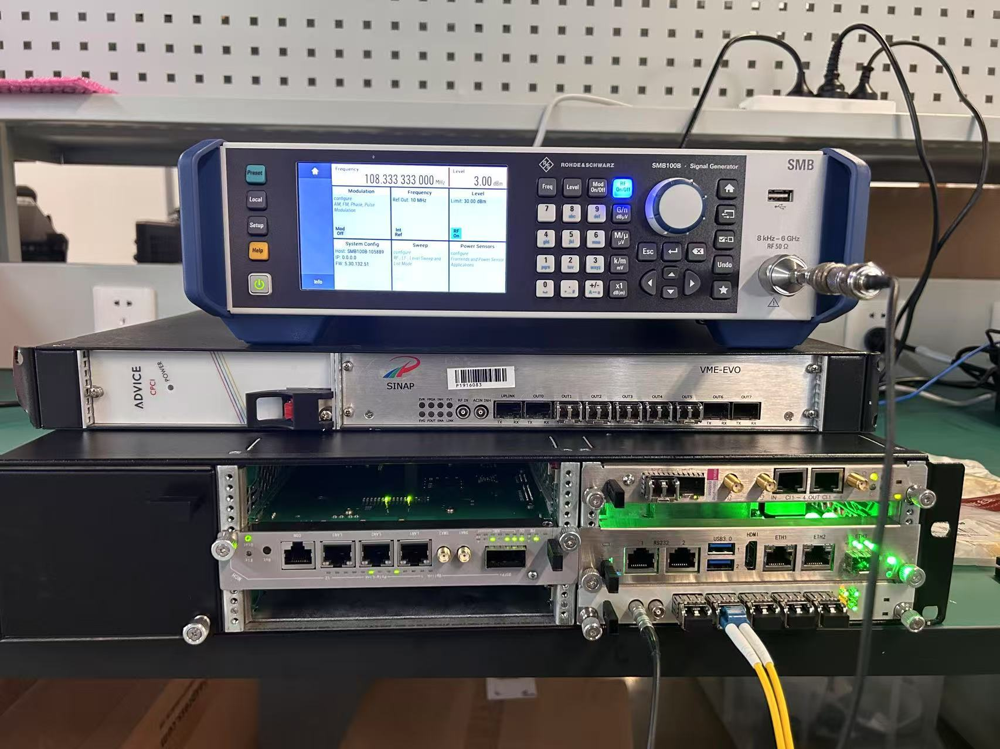 Preset
Local
Setup
Help
Frequency
108.333 333 000 MHz
Level
3.00 dBm
Modulation
configure
AM, FM, Phase, Pulse
Modulation
Mod
Off
Frequency
Ref Out: 10 MHz
Int
Ref
Level
Limit: 30.00 dBm
RF
On
System Config
Host: SMB100B-105889
IP: 0.0.0.0
FW: 5.30.132.51
Sweep
configure
RF, LF, Level Sweep and
List Mode
Power Sensors
configure
Frontends and Power Sensor
Applications
Info
R&S
ROHDE&SCHWARZ
SMB100B · Signal Generator
SMB
Freq
Level
Mod
On/Off
RF
On/Off
7
8
abc
9
def
G/n
dBµV
4
ghi
5
jkl
6
mno
M/µ
µV
1
pqrs
2
tuv
3
wxyz
k/m
mV
0
.
+/-
x1
dB(m)
Esc
Undo
8 kHz – 6 GHz
RF 50 Ω
ADVICE
CPCI
POWER
SINAP
P1916083
VME-EVO
EVR FPGA INH EVT
EVG FOUT ENA LINK
RF IN
ACIN INH
UPLINK
OUT0
OUT1
OUT2
OUT3
OUT4
OUT5
OUT6
OUT7
TX RX
TX RX
TX RX
TX RX
IN CI1-4 OUT CI1-4
COM
LAN3
LAN2
LAN1
SMA2
SMA1
MCH
1 RS232 2
USB3.0
1
2
HDMI
ETH1
ETH2
ETH3